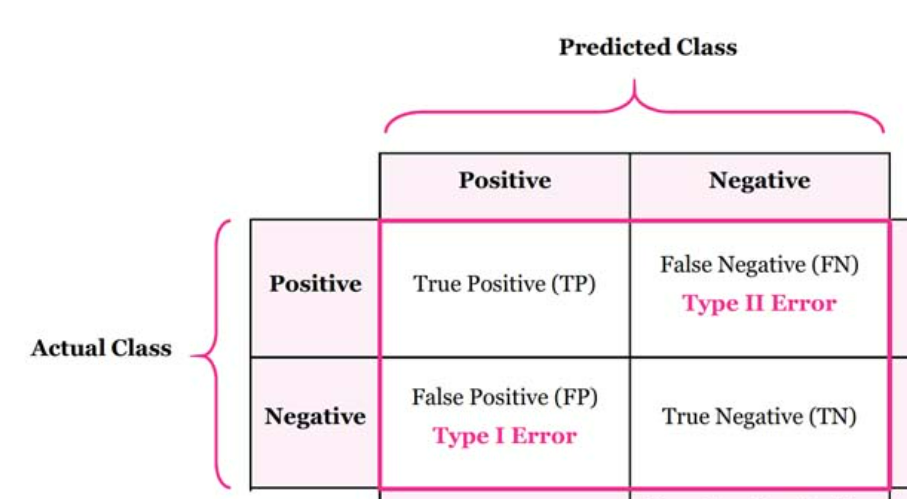 Predicted Class
Positive
Negative
Positive
True Positive (TP)
False Negative (FN)
Type II Error
Actual Class
Negative
False Positive (FP)
Type I Error
True Negative (TN)